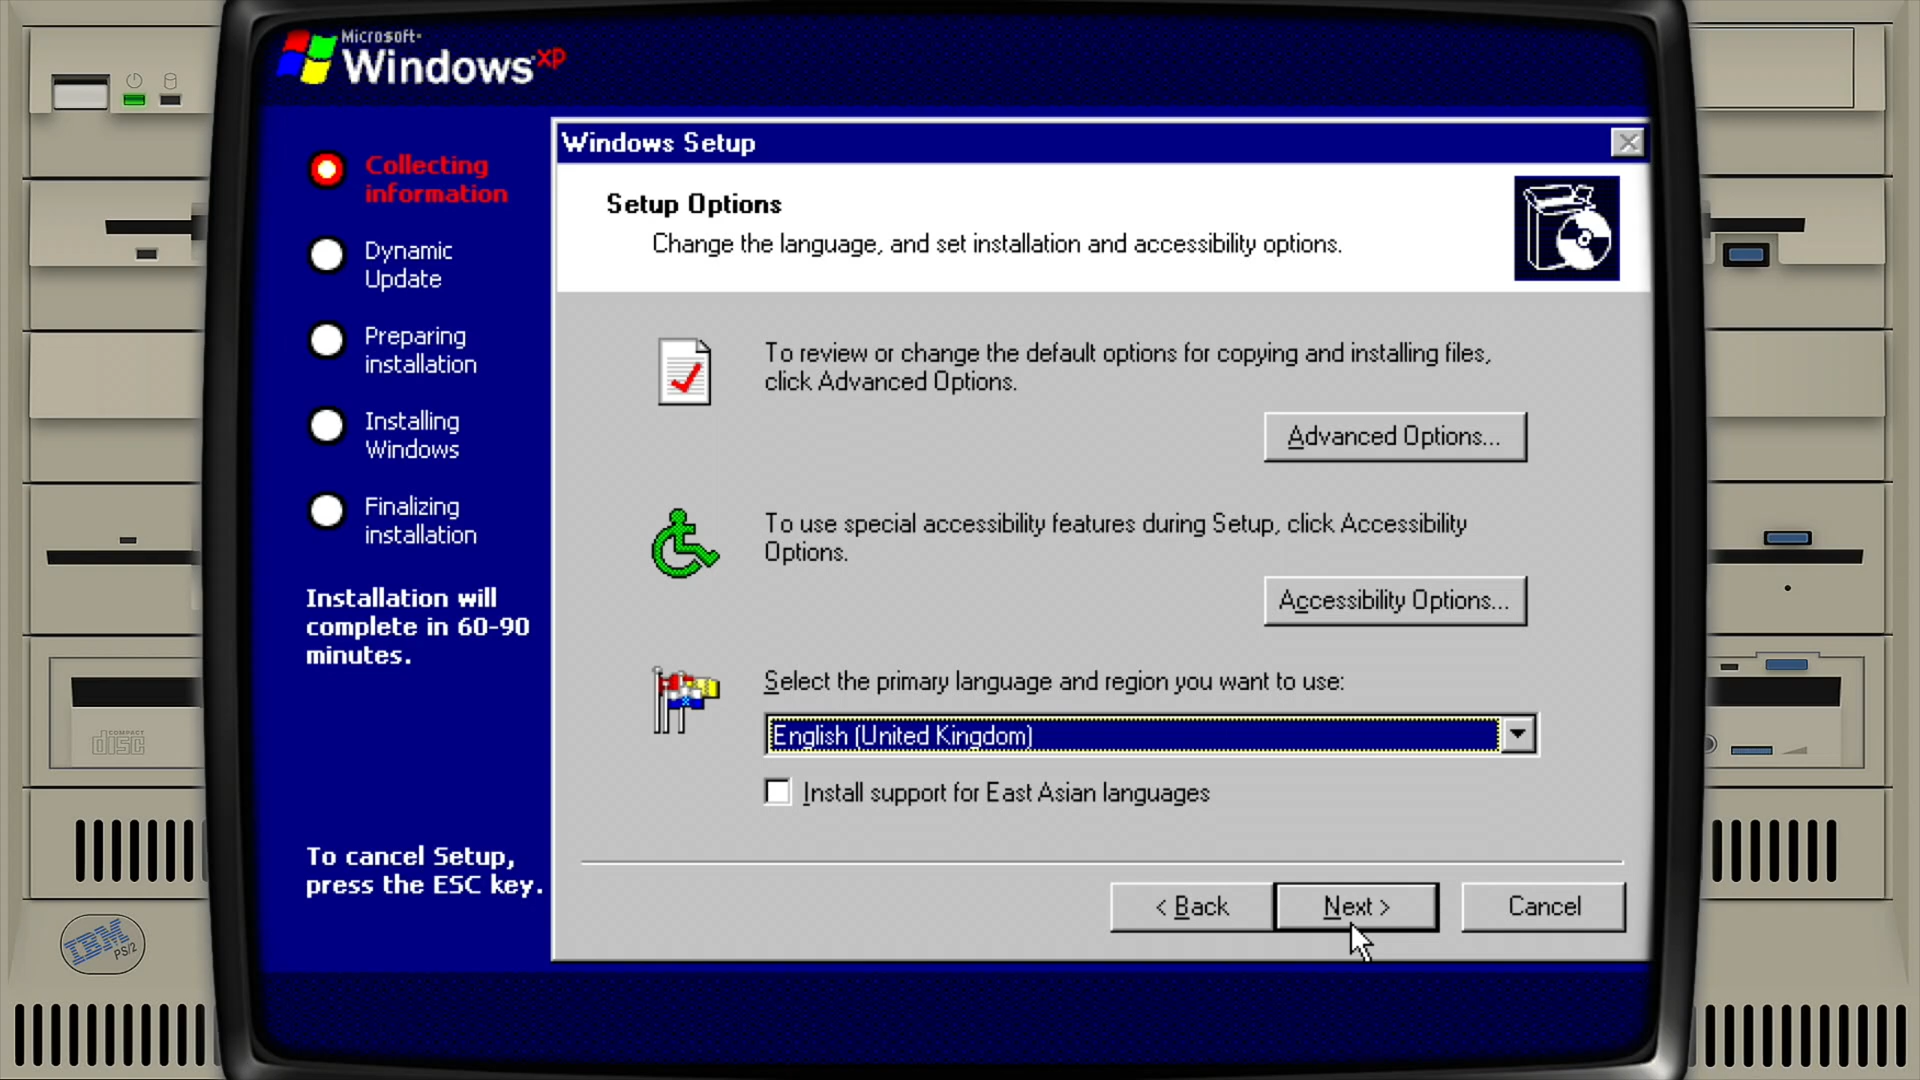 Microsoft
Windows xp
Collecting
information
Dynamic
Update
Preparing
installation
Installing
Windows
Finalizing
installation
Installation will
complete in 60-90
minutes.
To cancel Setup,
press the ESC key.
Windows Setup
Setup Options
Change the language, and set installation and accessibility options.
To review or change the default options for copying and installing files,
click Advanced Options.
Advanced Options...
To use special accessibility features during Setup, click Accessibility
Options.
Accessibility Options...
Select the primary language and region you want to use:
English (United Kingdom)
Install support for East Asian languages
< Back
Next >
Cancel
COMPACT
disc
IBM
PS/2